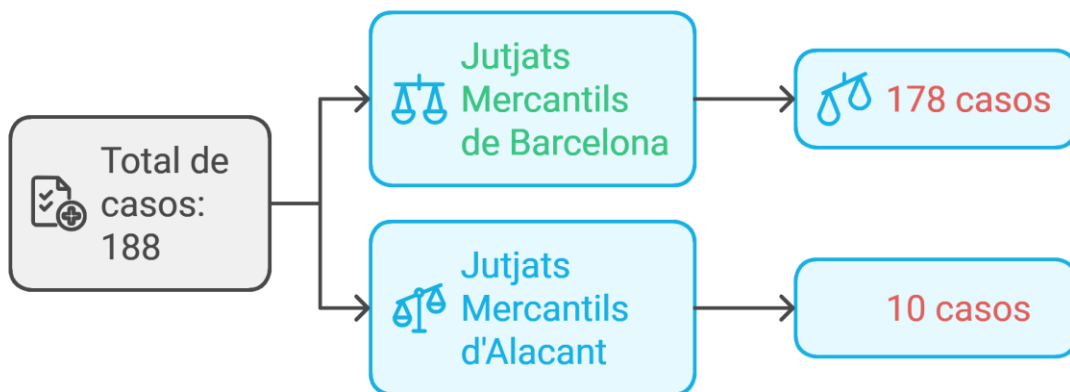 Total de
casos:
188
Jutjats
Mercantils
de Barcelona
178 casos
Jutjats
Mercantils
d'Alacant
10 casos